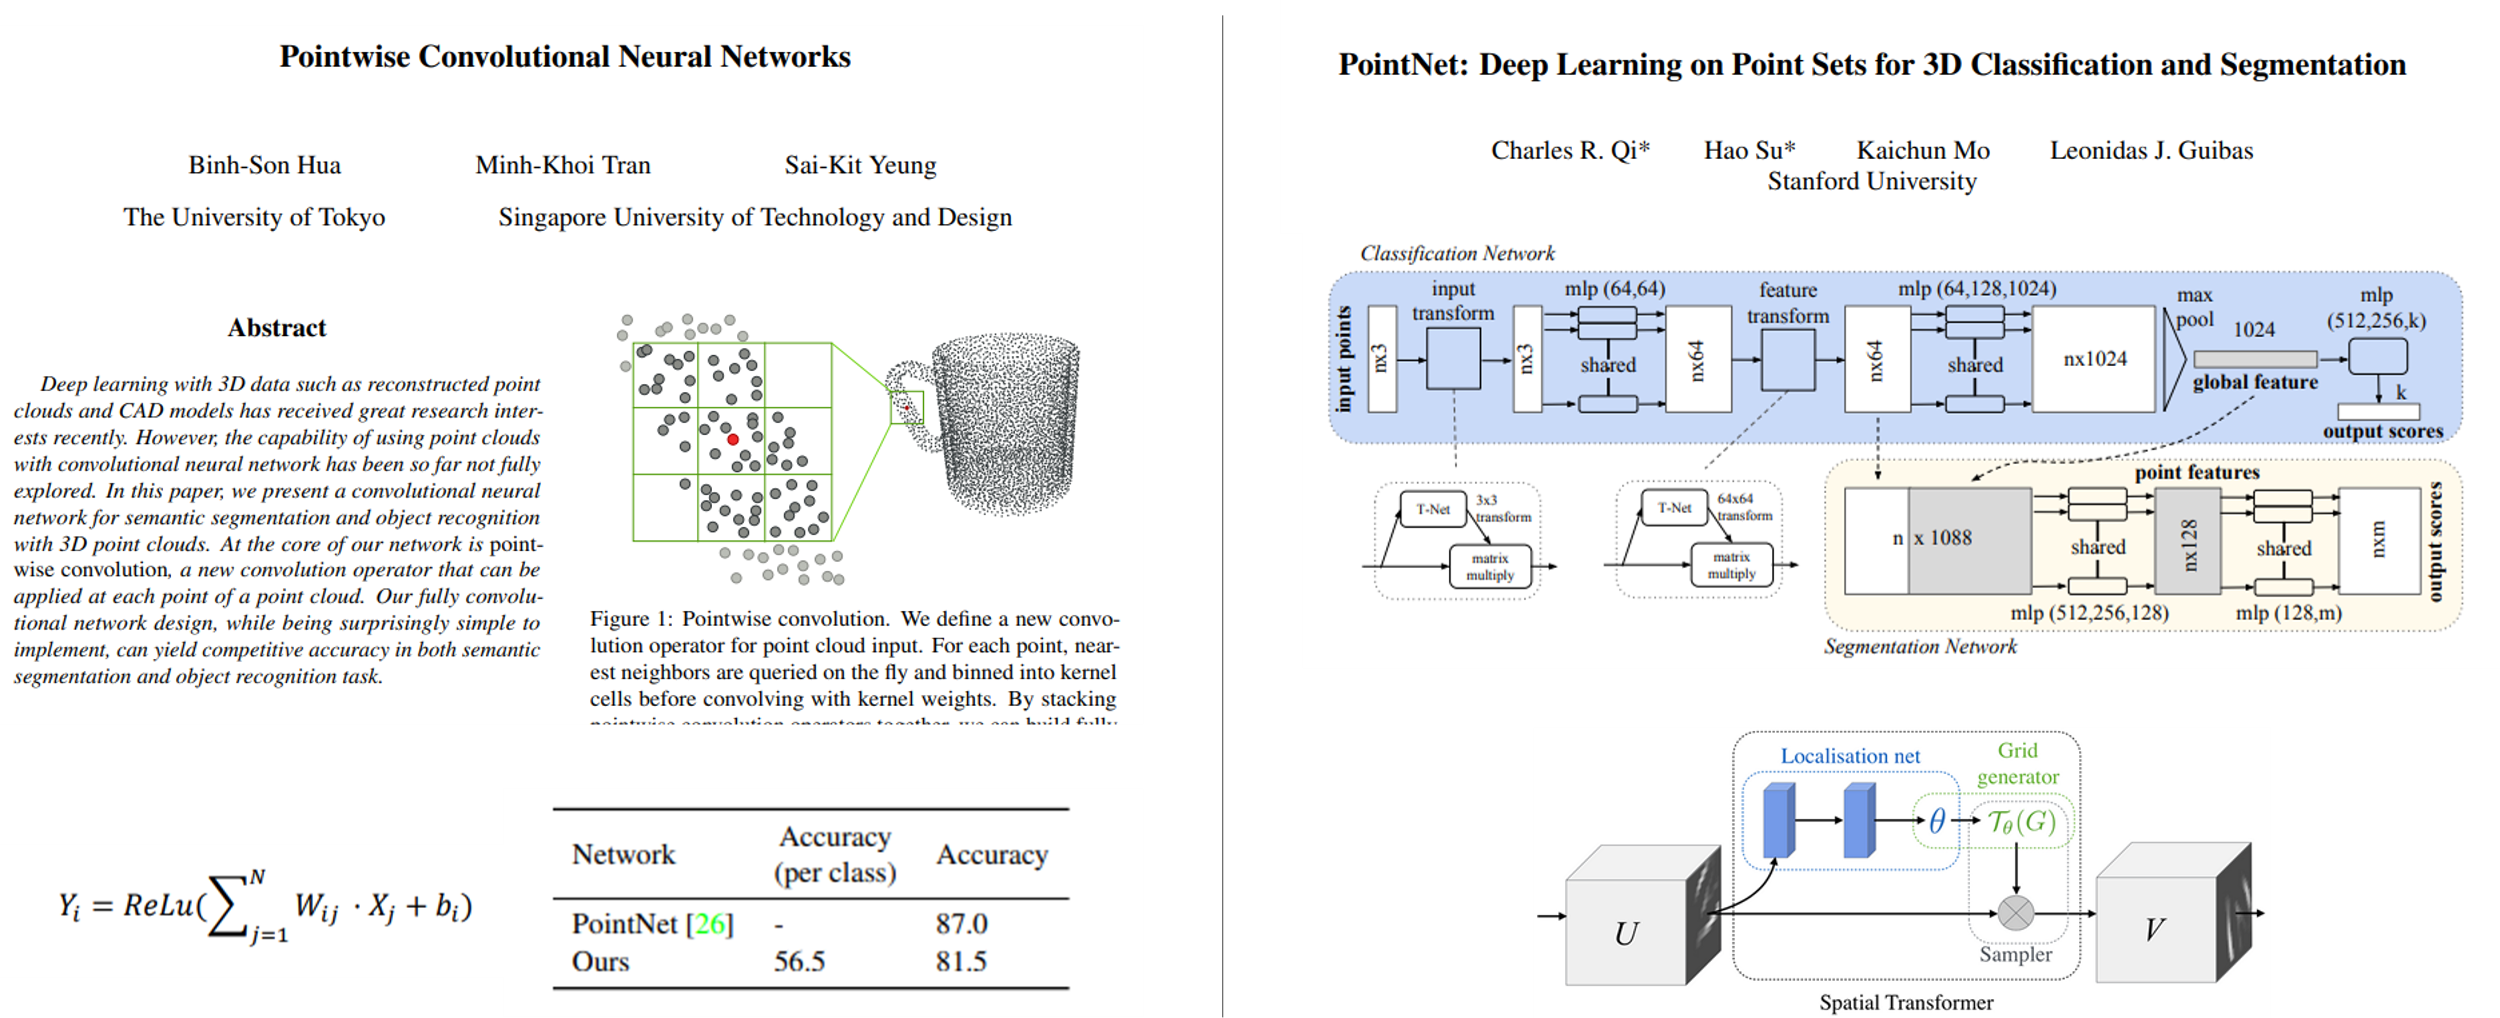 Pointwise Convolutional Neural Networks
Binh-Son Hua Minh-Khoi Tran Sai-Kit Yeung
The University of Tokyo Singapore University of Technology and Design
Abstract
Deep learning with 3D data such as reconstructed point
clouds and CAD models has received great research inter-
ests recently. However, the capability of using point clouds
with convolutional neural network has been so far not fully
explored. In this paper, we present a convolutional neural
network for semantic segmentation and object recognition
with 3D point clouds. At the core of our network is point-
wise convolution, a new convolution operator that can be
applied at each point of a point cloud. Our fully convolu-
tional network design, while being surprisingly simple to
implement, can yield competitive accuracy in both semantic
segmentation and object recognition task.
Figure 1: Pointwise convolution. We define a new convo-
lution operator for point cloud input. For each point, near-
est neighbors are queried on the fly and binned into kernel
cells before convolving with kernel weights. By stacking
pointwise convolution operators together, we can build fully
Y_i = ReLu(∑_{j=1}^{N} W_{ij} · X_j + b_i)
Network Accuracy (per class) Accuracy
PointNet [26] - 87.0
Ours 56.5 81.5
PointNet: Deep Learning on Point Sets for 3D Classification and Segmentation
Charles R. Qi* Hao Su* Kaichun Mo Leonidas J. Guibas
Stanford University
Classification Network
input points
nx3
input
transform
nx3
mlp (64,64)
shared
nx64
feature
transform
nx64
mlp (64,128,1024)
shared
nx1024
max
pool
1024
global feature
mlp
(512,256,k)
k
output scores
T-Net
3x3
transform
matrix
multiply
T-Net
64x64
transform
matrix
multiply
point features
n x 1088
shared
mlp (512,256,128)
nx128
shared
mlp (128,m)
nxm
output scores
Segmentation Network
Localisation net
Grid
generator
θ
𝒯_θ(G)
U
V
Sampler
Spatial Transformer